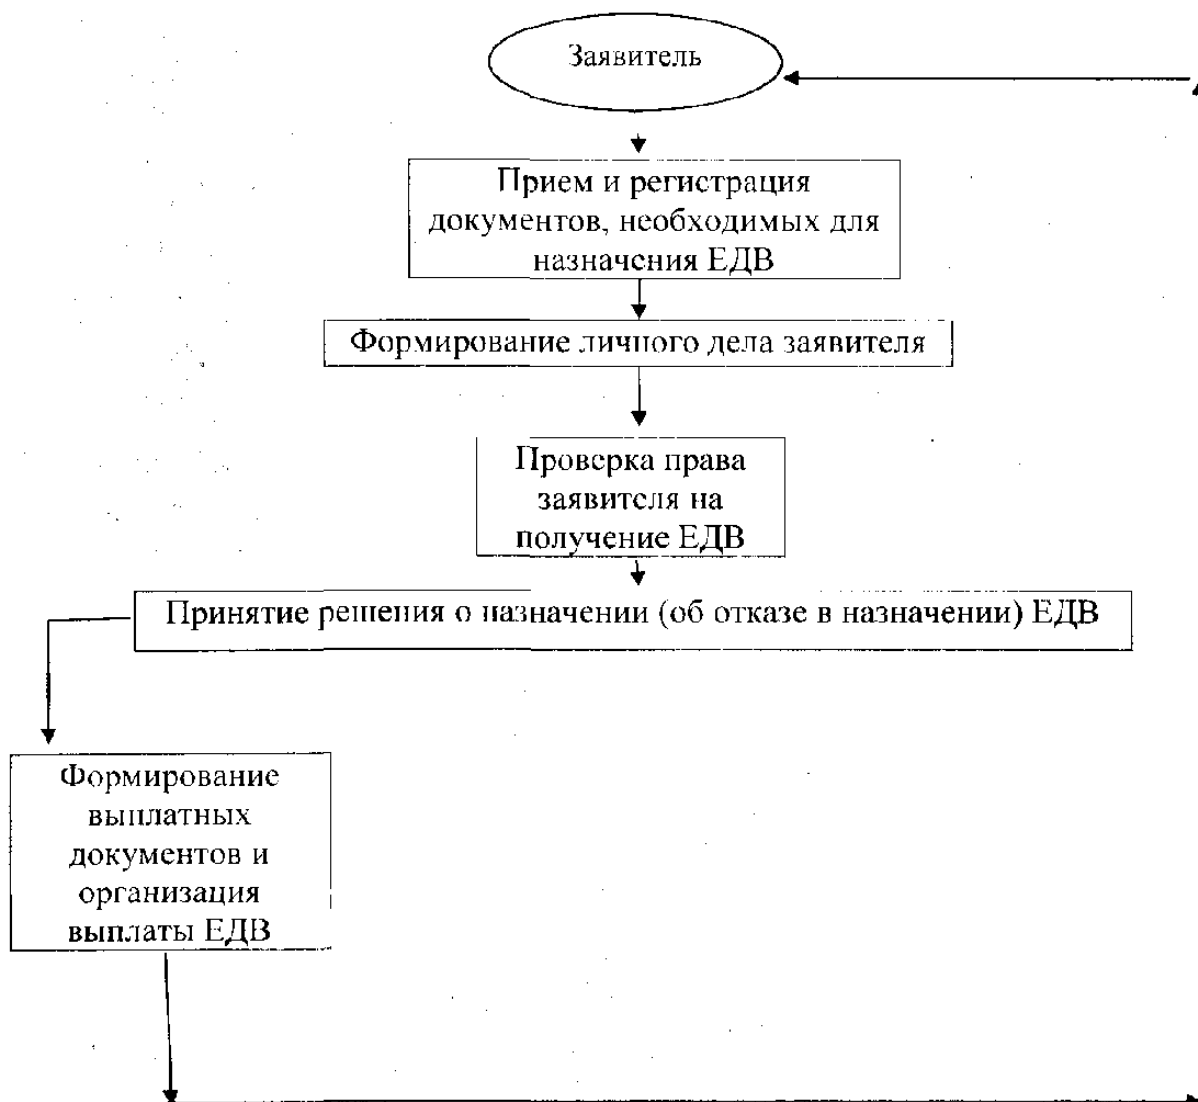 Заявитель
Прием и регистрация
документов, необходимых для
назначения ЕДВ
Формирование личного дела заявителя
Проверка права
заявителя на
получение ЕДВ
Принятие решения о назначении (об отказе в назначении) ЕДВ
Формирование
выплатных
документов и
организация
выплаты ЕДВ